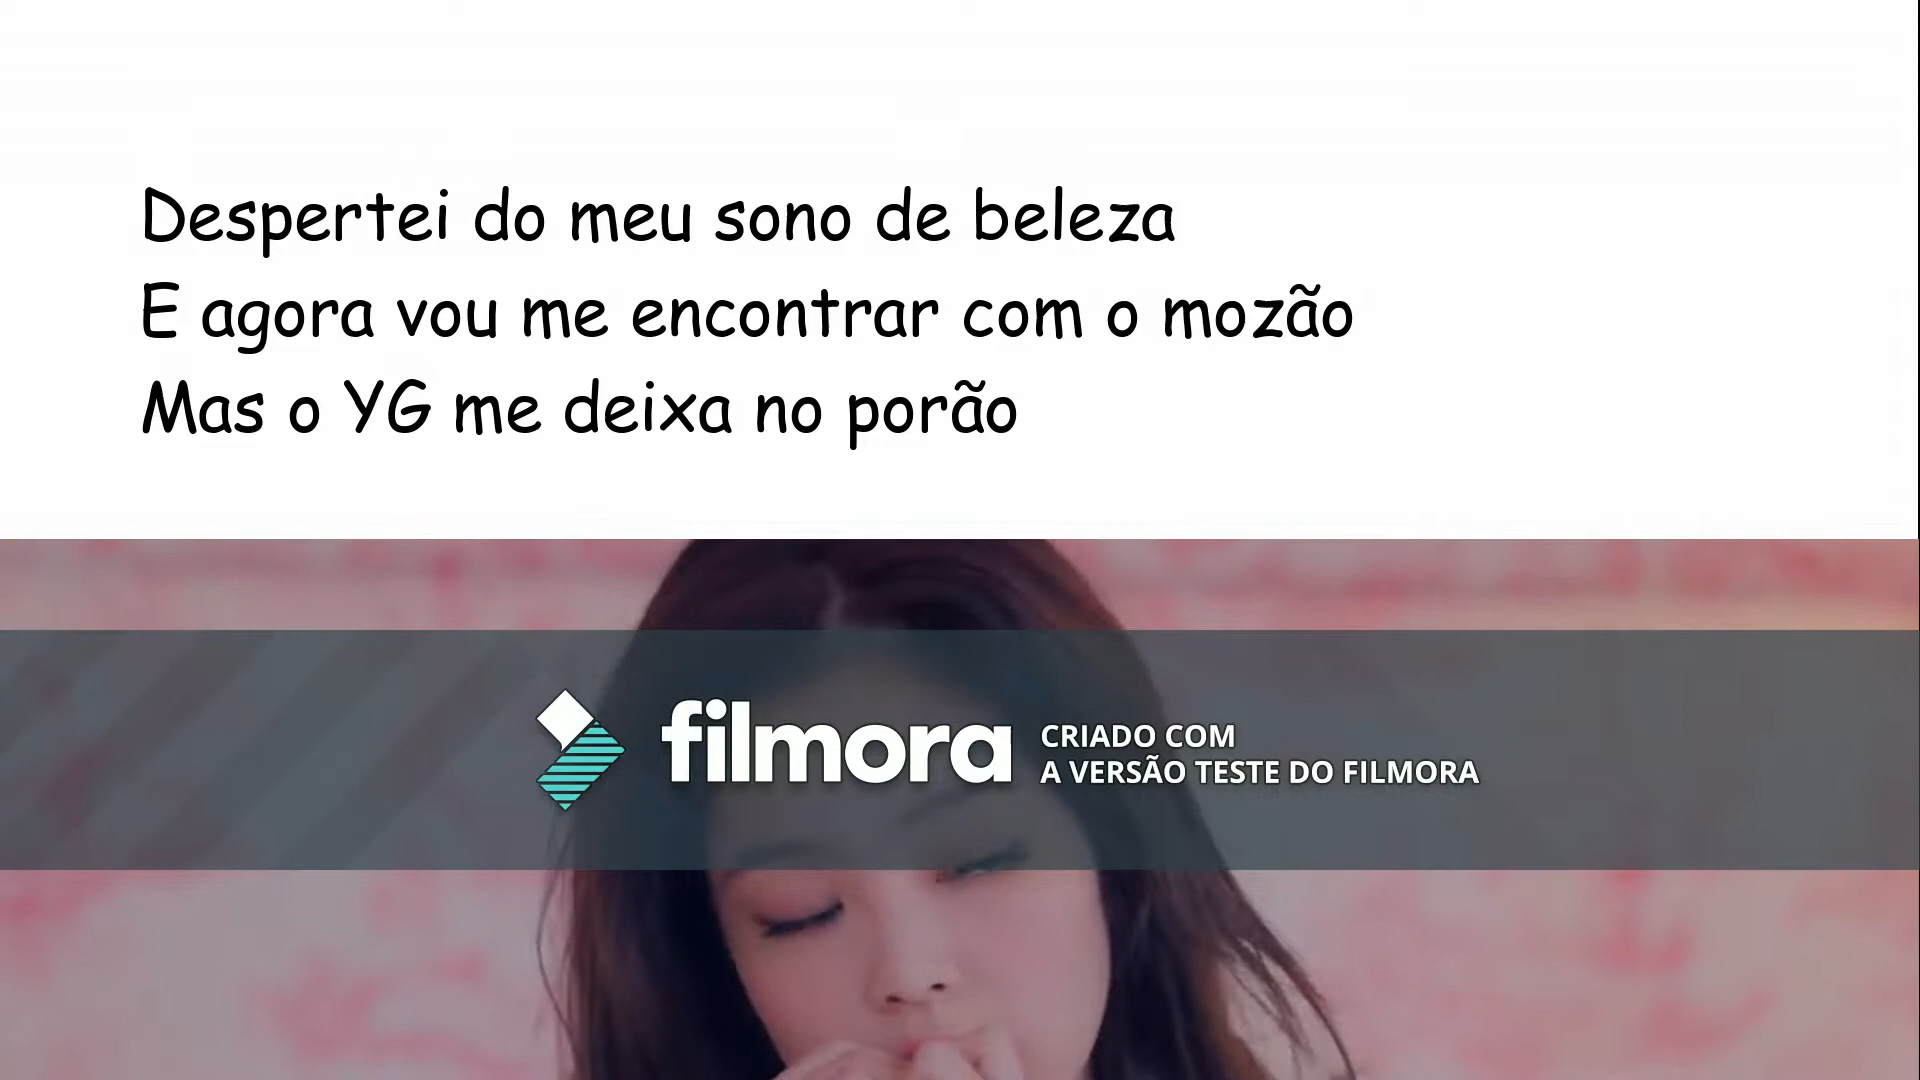 Despertei do meu sono de beleza
E agora vou me encontrar com o mozão
Mas o YG me deixa no porão
filmora
CRIADO COM
A VERSÃO TESTE DO FILMORA